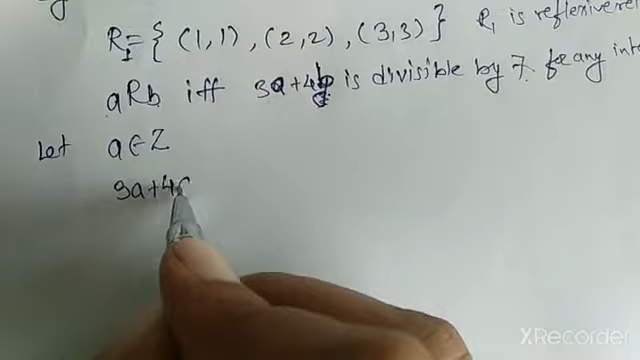 R₁ = { (1,1), (2,2), (3,3) } R₁ is
aRb iff 3a+4b is divisible by 7 for any
Let a∈Z
3a+4
XRecorder